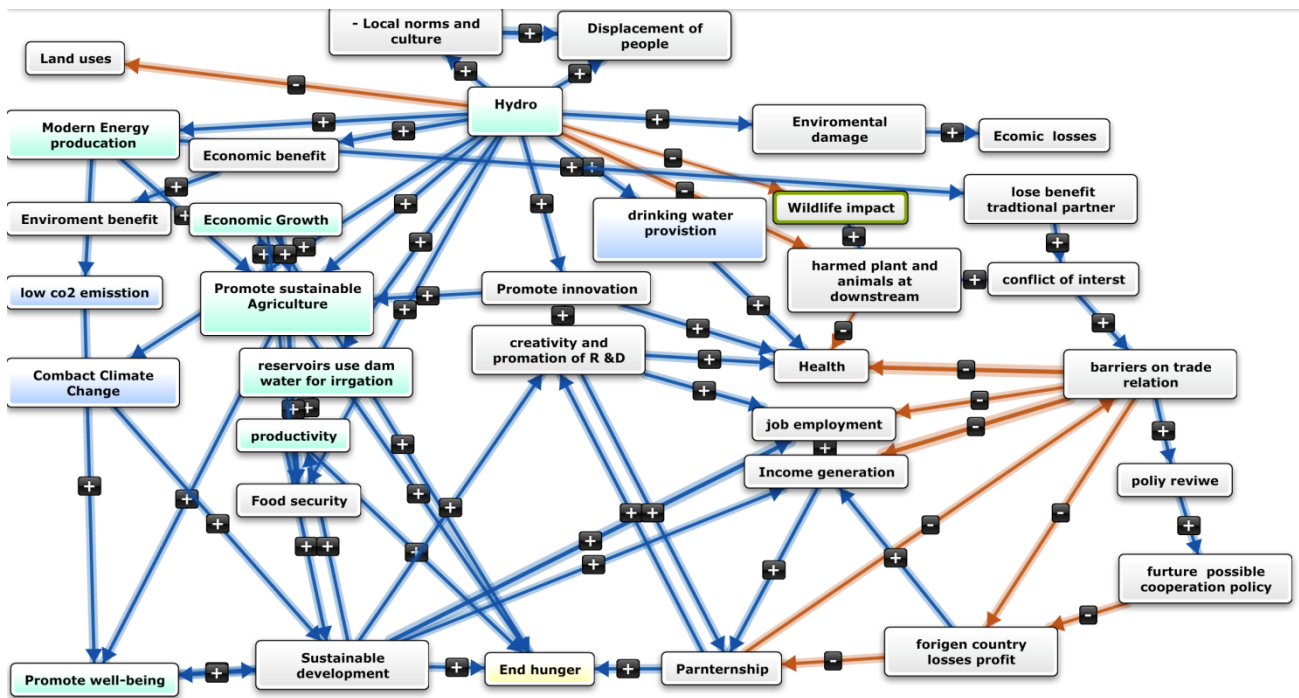 - Local norms and
culture
Displacement of
people
Land uses
Hydro
Modern Energy
producation
Enviromental
damage
Ecomic losses
Economic benefit
lose benefit
tradtional partner
Enviroment benefit
Economic Growth
drinking water
provistion
Wildlife impact
harmed plant and
animals at
downstream
conflict of interst
low co2 emisstion
Promote sustainable
Agriculture
Promote innovation
creativity and
promation of R &D
Health
barriers on trade
relation
Combact Climate
Change
reservoirs use dam
water for irrgation
productivity
job employment
Income generation
Food security
poliy reviwe
furture possible
cooperation policy
Promote well-being
Sustainable
development
End hunger
Parnternship
forigen country
losses profit